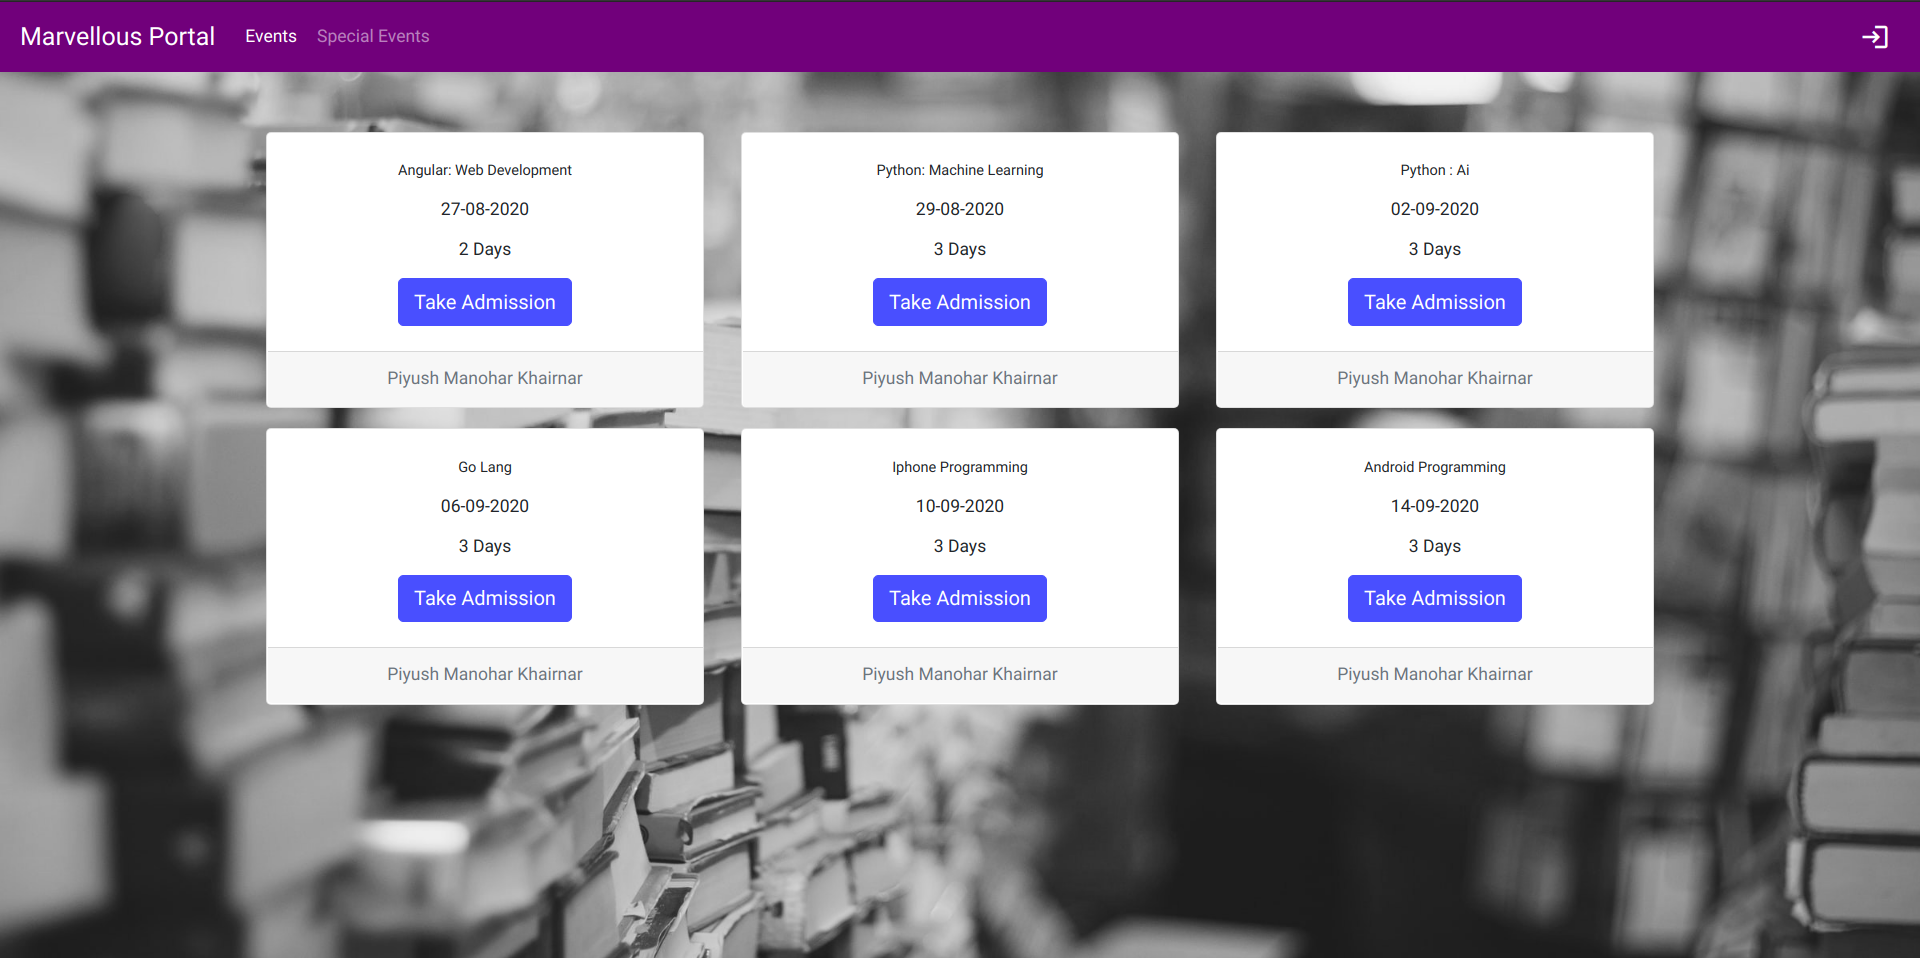 Marvellous Portal Events Special Events
Angular: Web Development
27-08-2020
2 Days
Take Admission
Piyush Manohar Khairnar
Python: Machine Learning
29-08-2020
3 Days
Take Admission
Piyush Manohar Khairnar
Python : Ai
02-09-2020
3 Days
Take Admission
Piyush Manohar Khairnar
Go Lang
06-09-2020
3 Days
Take Admission
Piyush Manohar Khairnar
Iphone Programming
10-09-2020
3 Days
Take Admission
Piyush Manohar Khairnar
Android Programming
14-09-2020
3 Days
Take Admission
Piyush Manohar Khairnar